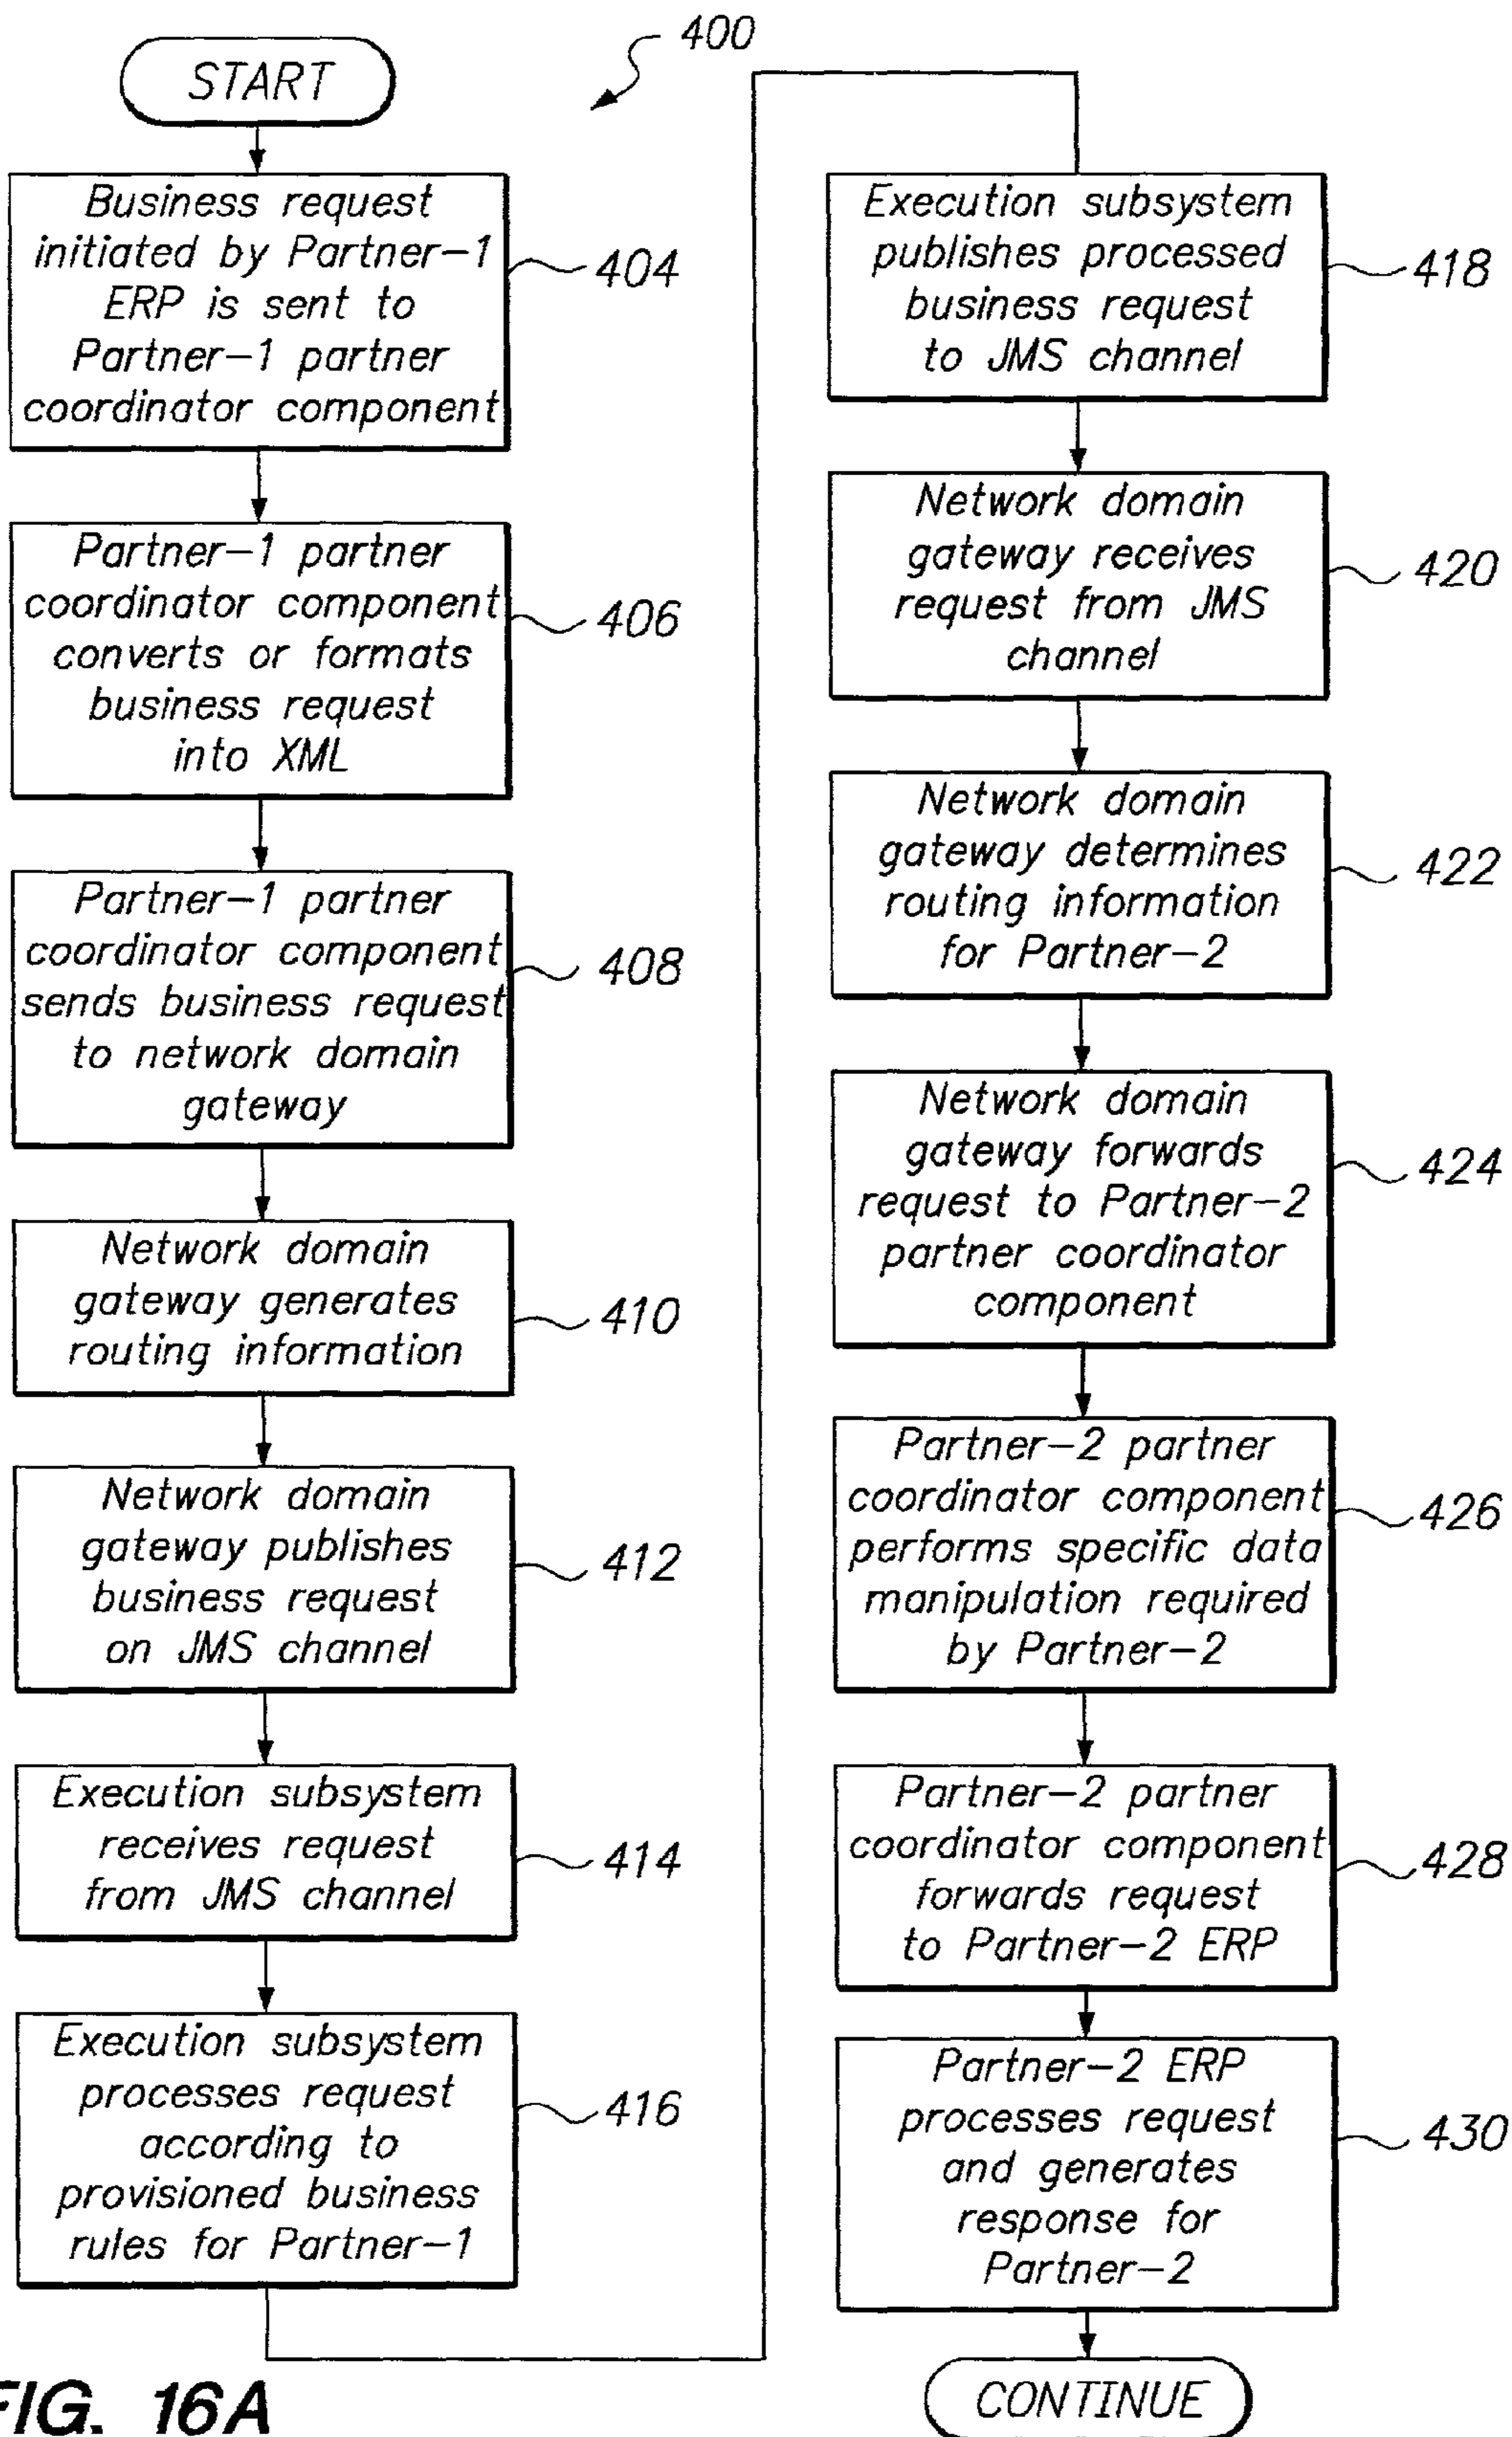 400
START
Business request
initiated by Partner-1
ERP is sent to
Partner-1 partner
coordinator component
404
Partner-1 partner
coordinator component
converts or formats
business request
into XML
406
Partner-1 partner
coordinator component
sends business request
to network domain
gateway
408
Network domain
gateway generates
routing information
410
Network domain
gateway publishes
business request
on JMS channel
412
Execution subsystem
receives request
from JMS channel
414
Execution subsystem
processes request
according to
provisioned business
rules for Partner-1
416
Execution subsystem
publishes processed
business request
to JMS channel
418
Network domain
gateway receives
request from JMS
channel
420
Network domain
gateway determines
routing information
for Partner-2
422
Network domain
gateway forwards
request to Partner-2
partner coordinator
component
424
Partner-2 partner
coordinator component
performs specific data
manipulation required
by Partner-2
426
Partner-2 partner
coordinator component
forwards request
to Partner-2 ERP
428
Partner-2 ERP
processes request
and generates
response for
Partner-2
430
CONTINUE
FIG. 16A